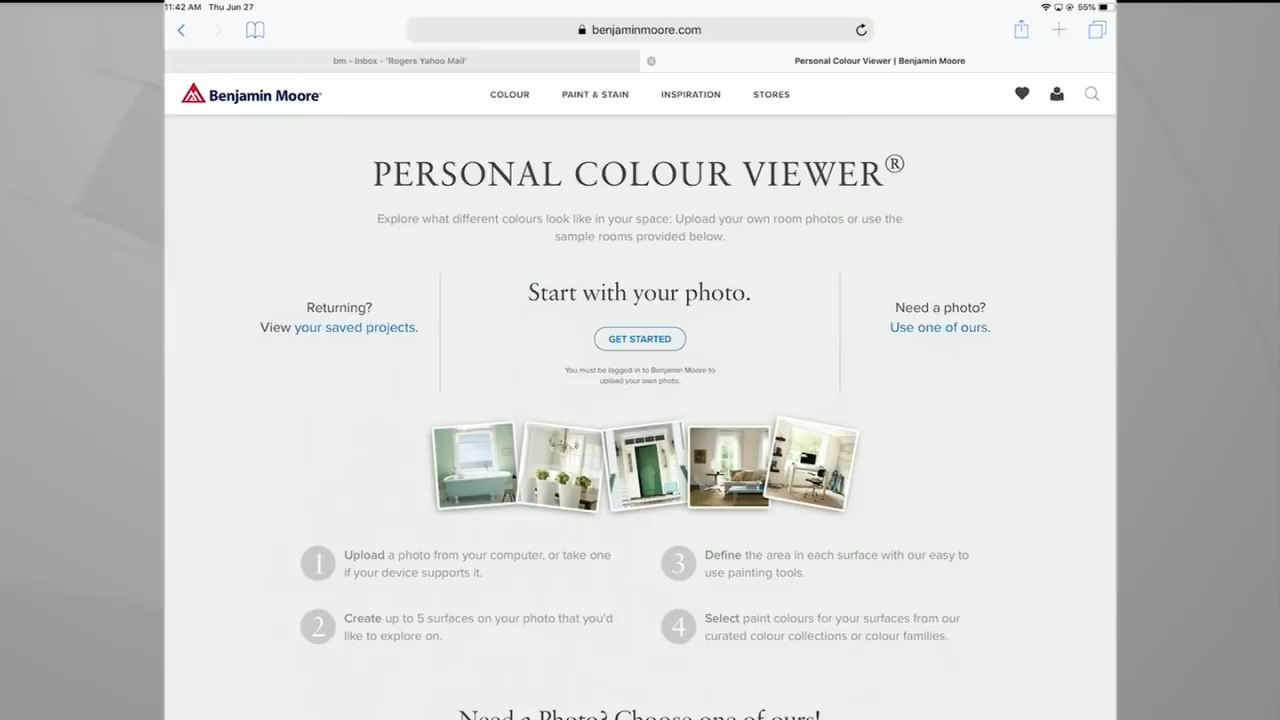 11:42 AM Thu Jun 27
55%
benjaminmoore.com
bm - Inbox - 'Rogers Yahoo Mail'
Personal Colour Viewer | Benjamin Moore
Benjamin Moore®
COLOUR PAINT & STAIN INSPIRATION STORES
PERSONAL COLOUR VIEWER®
Explore what different colours look like in your space: Upload your own room photos or use the
sample rooms provided below.
Returning?
View your saved projects.
Start with your photo.
GET STARTED
You must be logged in to Benjamin Moore to
upload your own photo.
Need a photo?
Use one of ours.
1 Upload a photo from your computer, or take one
if your device supports it.
2 Create up to 5 surfaces on your photo that you'd
like to explore on.
3 Define the area in each surface with our easy to
use painting tools.
4 Select paint colours for your surfaces from our
curated colour collections or colour families.
Need a Photo? Choose one of ours!